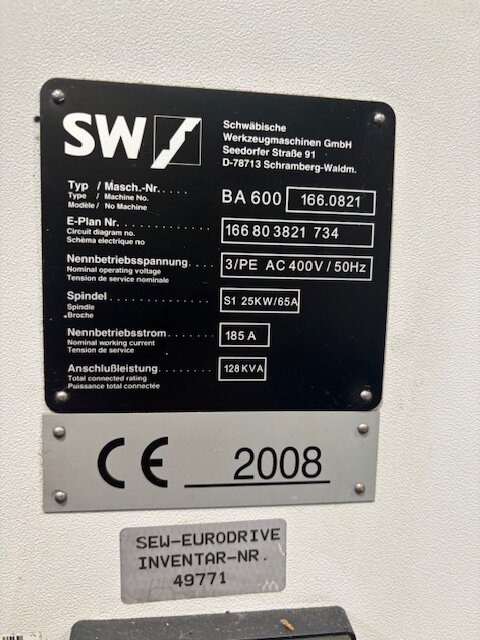 SW
Schwäbische
Werkzeugmaschinen GmbH
Seedorfer Straße 91
D-78713 Schramberg-Waldm.
Typ / Masch.-Nr. . . . . BA 600 166.0821
Type / Machine No.
Modèle / No Machine
E-Plan Nr. . . . . . . . . . . . 166 80 3821 734
Circuit diagram no.
Schéma electrique no
Nennbetriebsspannung 3/PE AC 400V / 50Hz
Nominal operating voltage
Tension de service nominale
Spindel . . . . . . . . . . . . . . . S1 25KW/65A
Spindle
Broche
Nennbetriebsstrom . . . . . . . 185 A
Nominal working current
Tension de service
Anschlußleistung . . . . . . . . 128 KVA
Total connected rating
Puissance total connectée
CE 2008
SEW-EURODRIVE
INVENTAR-NR.
49771